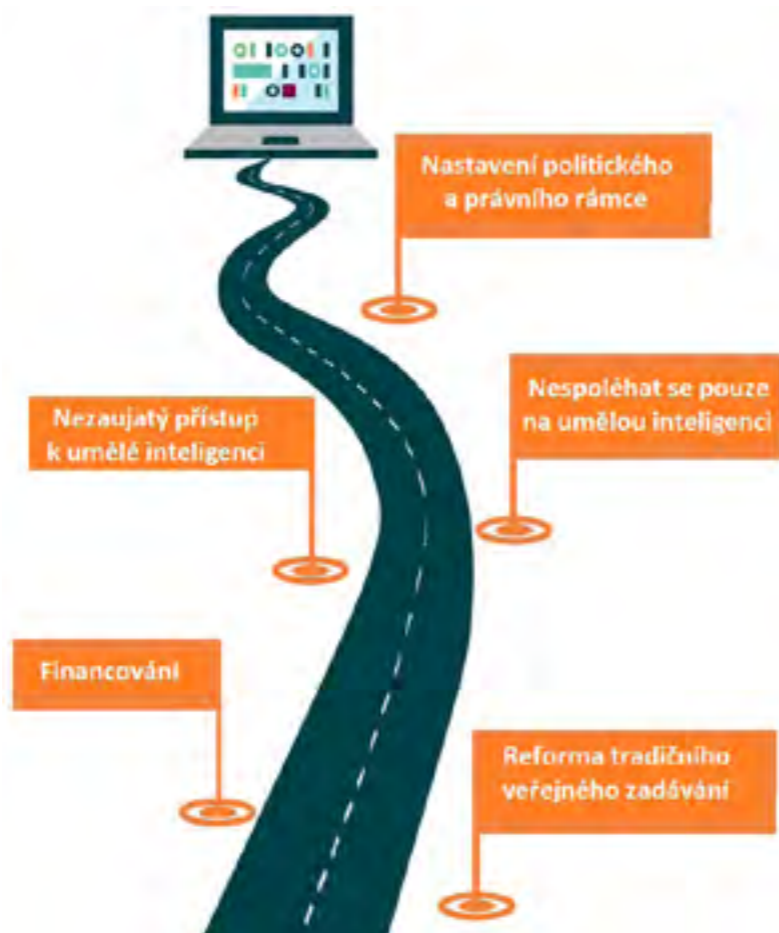 Nastavení politického
a právního rámce
Nespoléhat se pouze
na umělou inteligenci
Nezaujatý přístup
k umělé inteligenci
Financování
Reforma tradičního
veřejného zadávání